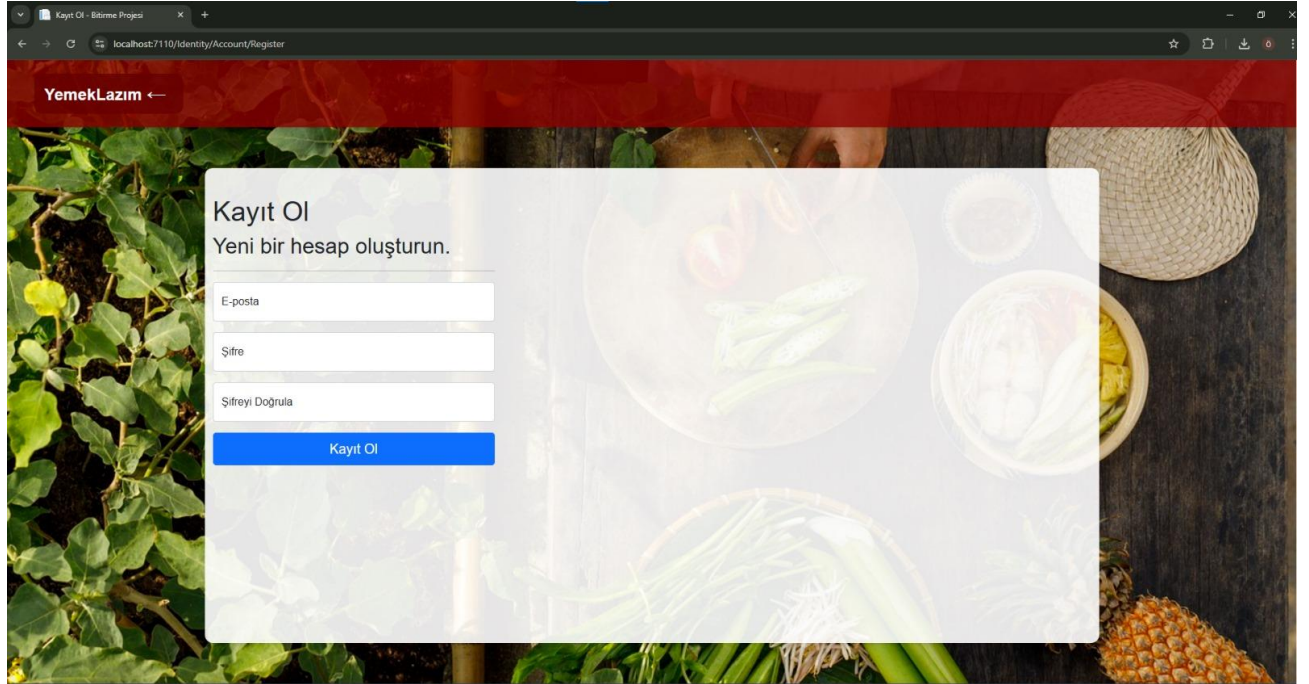 Kayıt Ol - Bitirme Projesi
localhost:7110/Identity/Account/Register
YemekLazım ←
Kayıt Ol
Yeni bir hesap oluşturun.
E-posta
Şifre
Şifreyi Doğrula
Kayıt Ol